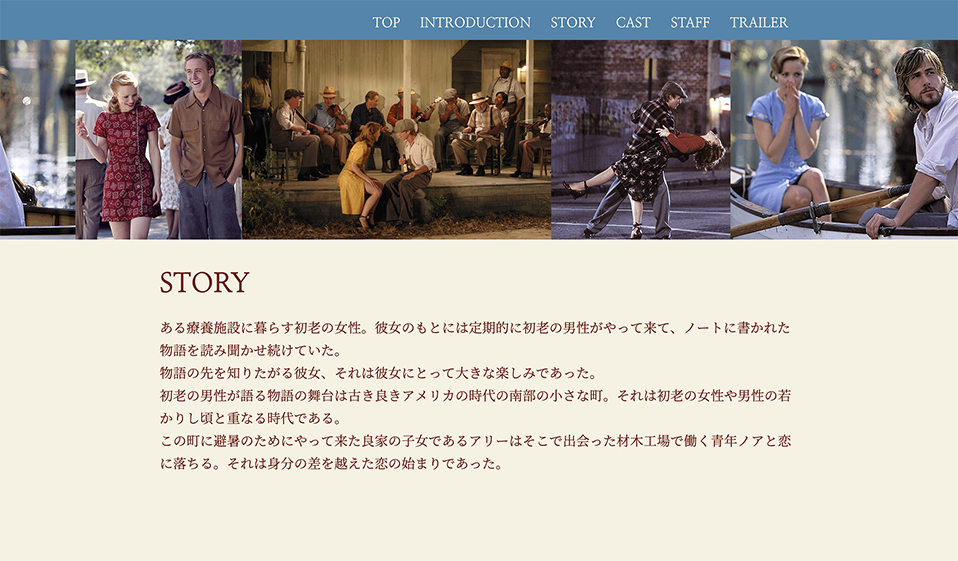 TOP INTRODUCTION STORY CAST STAFF TRAILER
STORY
ある療養施設に暮らす初老の女性。彼女のもとには定期的に初老の男性がやって来て、ノートに書かれた
物語を読み聞かせ続けていた。
物語の先を知りたがる彼女、それは彼女にとって大きな楽しみであった。
初老の男性が語る物語の舞台は古き良きアメリカの時代の南部の小さな町。それは初老の女性や男性の若
かりし頃と重なる時代である。
この町に避暑のためにやって来た良家の子女であるアリーはそこで出会った材木工場で働く青年ノアと恋
に落ちる。それは身分の差を越えた恋の始まりであった。